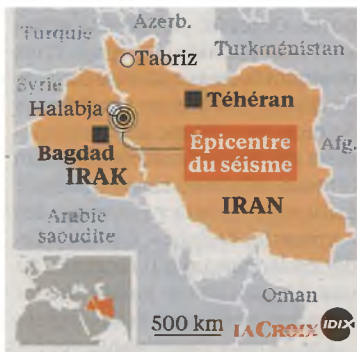 Azerb.
Turquie
Tabriz
Turkménistan
Syrie
Halabja
Téhéran
Bagdad
IRAK
Épicentre
du séisme
Afg.
IRAN
Arabie
saoudite
Oman
500 km
LA CROIX
IDIX